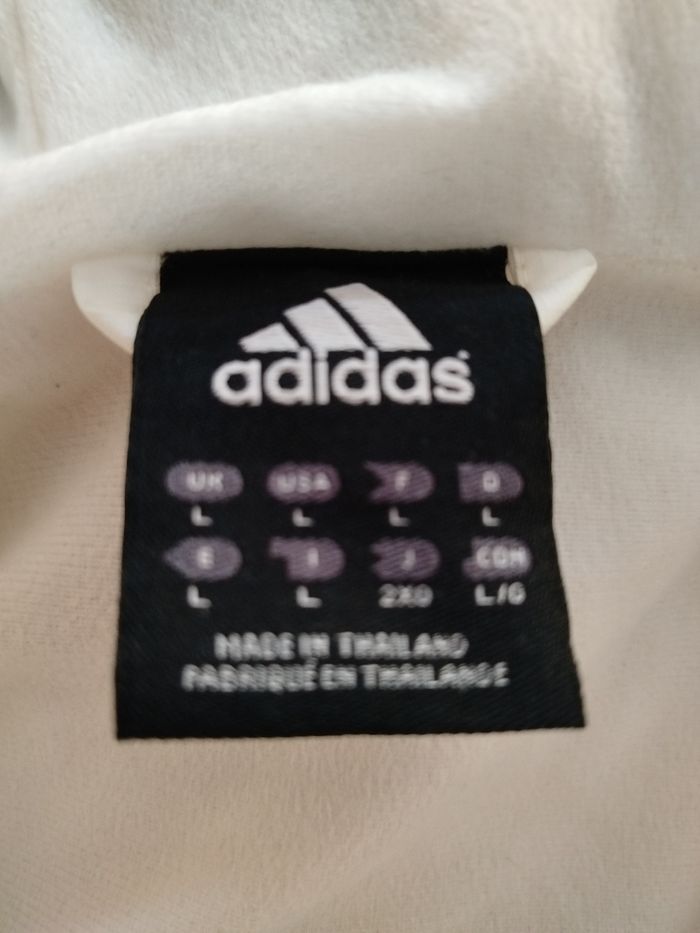 adidas
UK USA F D
L L L L
E I J CDN
L L 2XO L/G
MADE IN THAILAND
FABRIQUÉ EN THAILANDE